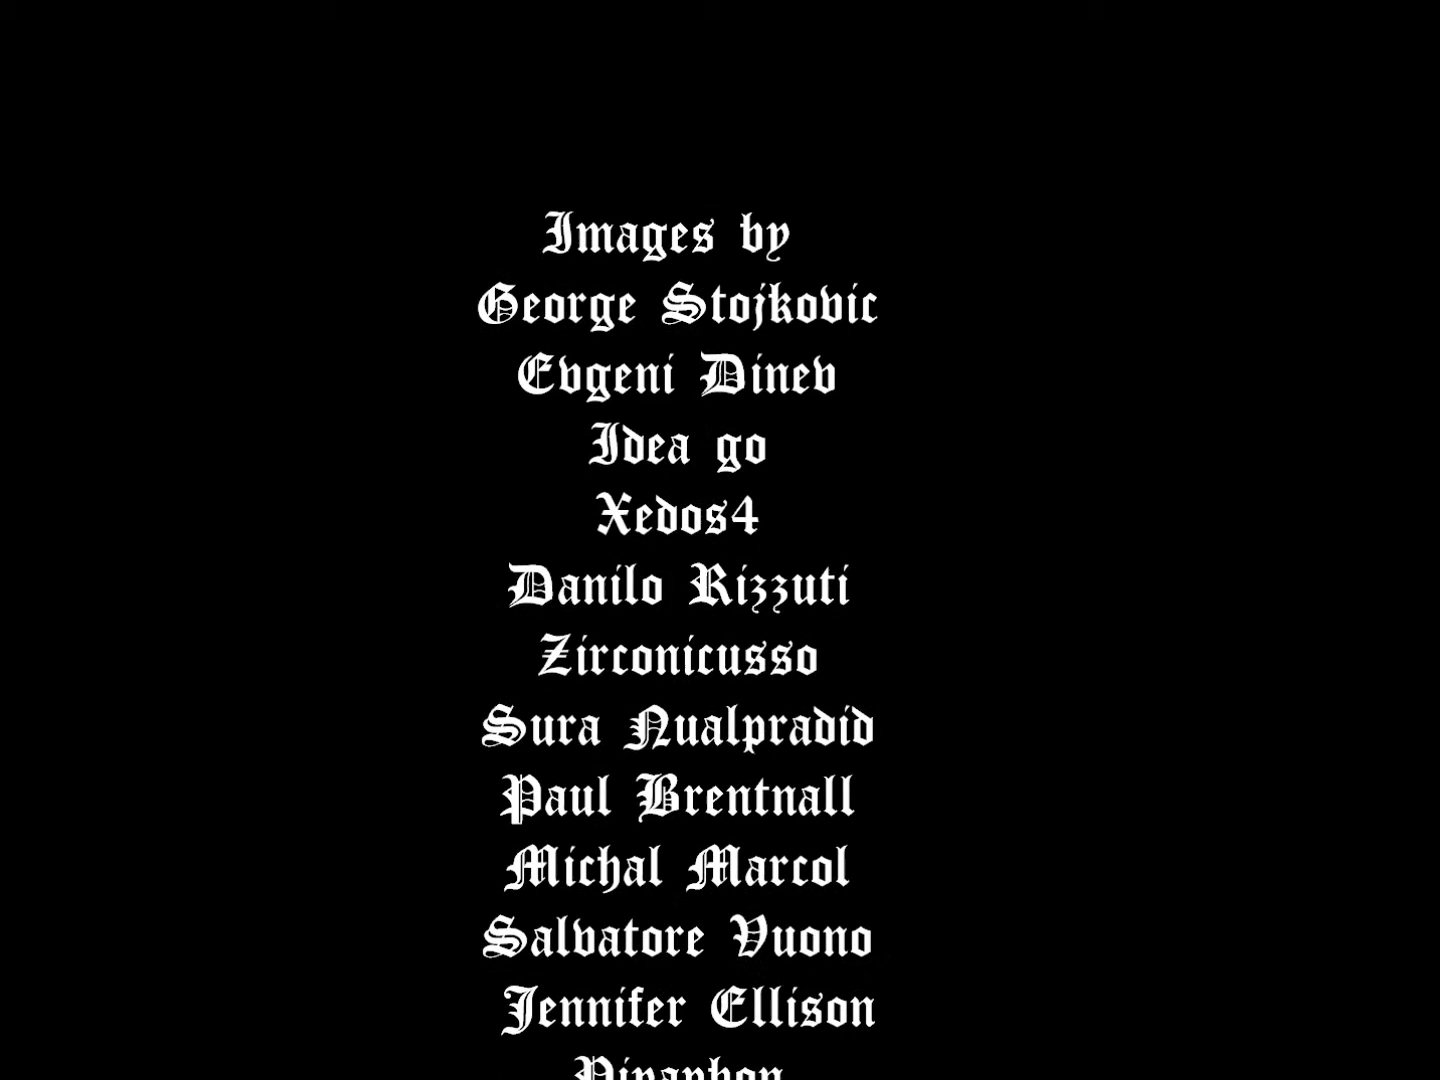 Images by
George Stojkovic
Evgeni Dinev
Idea go
Xedos4
Danilo Rizzuti
Zirconicusso
Sura Nualpradid
Paul Brentnall
Michal Marcol
Salvatore Vuono
Jennifer Ellison